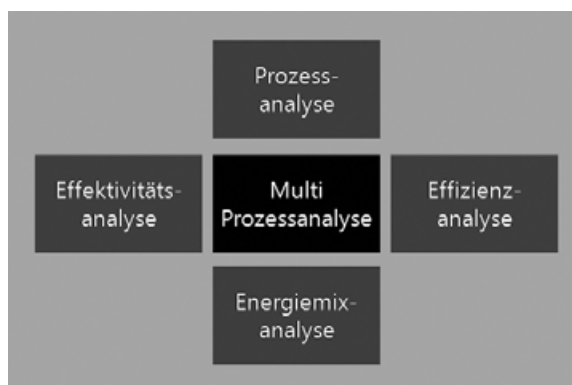 Prozess-
analyse
Effektivitäts-
analyse
Multi
Prozessanalyse
Effizienz-
analyse
Energiemix-
analyse